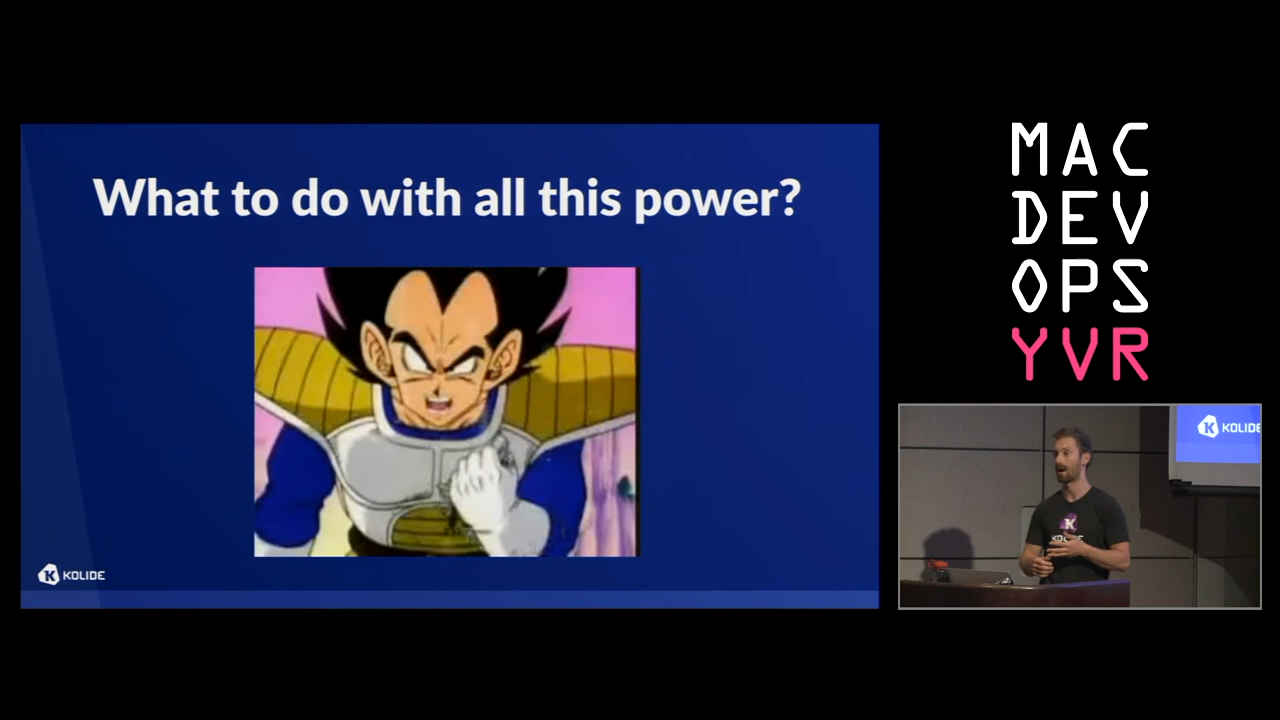 What to do with all this power?
KOLIDE
MAC
DEV
OPS
YVR
KOLIDE
KOLIDE